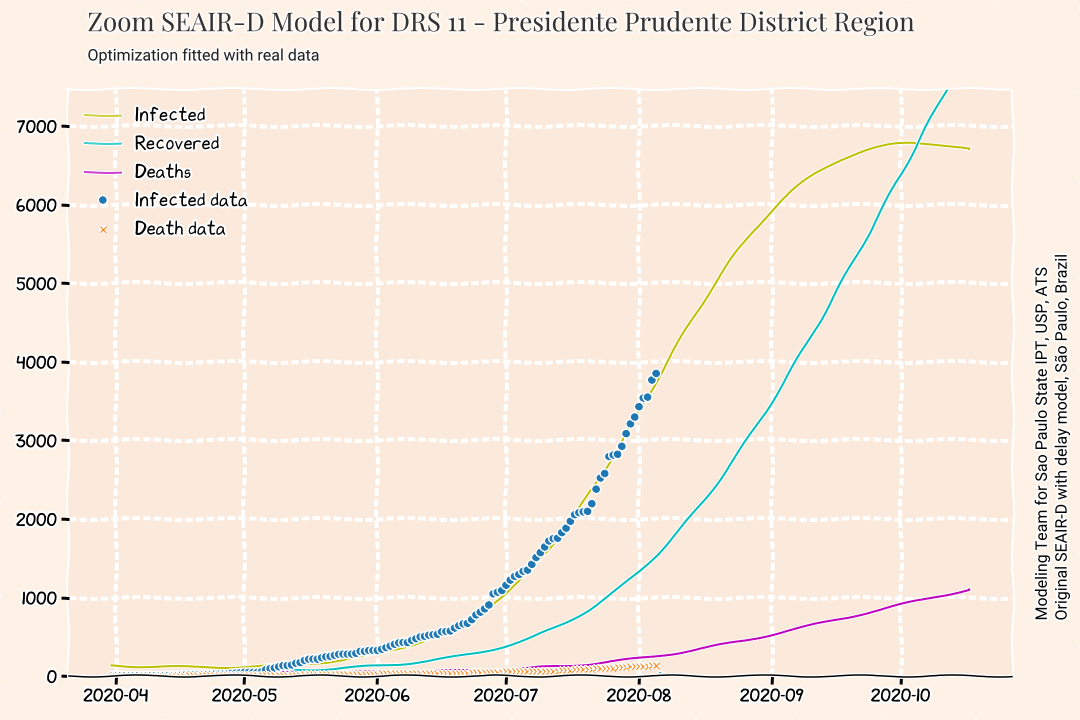 Zoom SEAIR-D Model for DRS 11 - Presidente Prudente District Region
Optimization fitted with real data
Infected
Recovered
Deaths
Infected data
Death data
7000
6000
5000
4000
3000
2000
1000
0
2020-04
2020-05
2020-06
2020-07
2020-08
2020-09
2020-10
Modeling Team for Sao Paulo State IPT, USP, ATS
Original SEAIR-D with delay model, São Paulo, Brazil